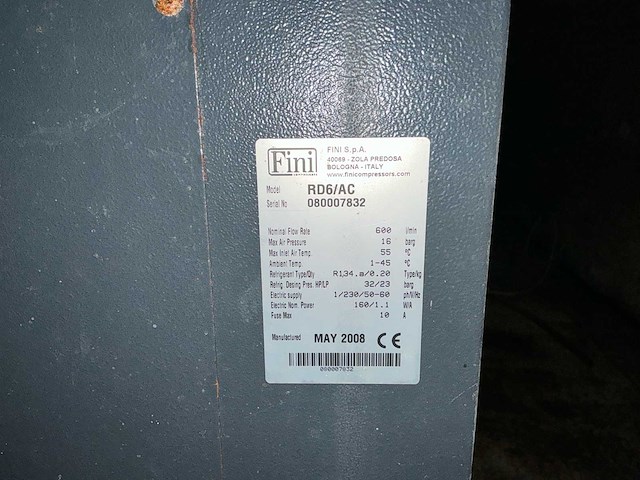 Fini
COMPRESSORS
FINI S.p.A.
40069 - ZOLA PREDOSA
BOLOGNA - ITALY
www.finicompressors.com
Model RD6/AC
Serial No 080007832
Nominal Flow Rate 600 l/min
Max Air Pressure 16 barg
Max Inlet Air Temp. 55 °C
Ambient Temp. 1-45 °C
Refrigerant Type/Qty R134.a/0.20 Type/kg
Refrig. Desing Pres. HP/LP 32/23 barg
Electric supply 1/230/50-60 ph/V/Hz
Electric Nom. Power 160/1.1 W/A
Fuse Max 10 A
Manufactured MAY 2008 CE
080007832